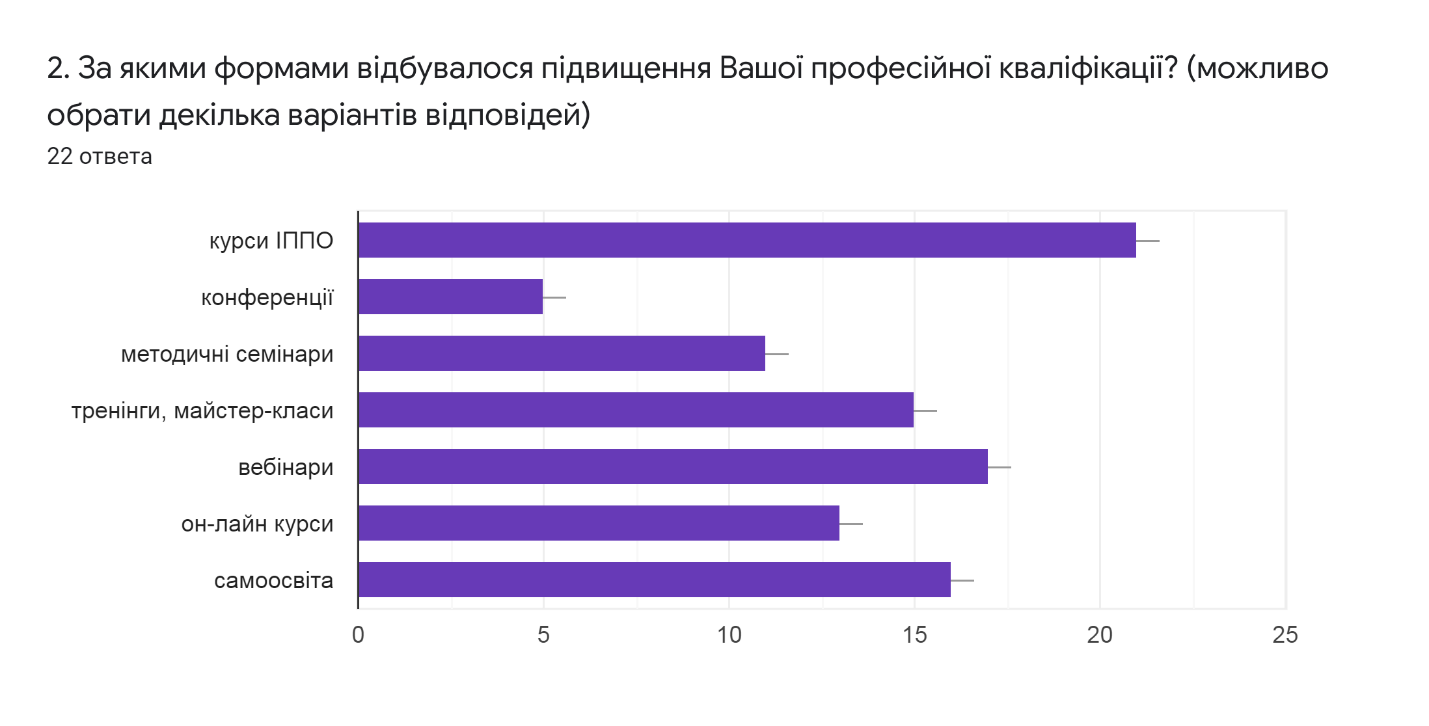 2. За якими формами відбувалося підвищення Вашої професійної кваліфікації? (можливо
обрати декілька варіантів відповідей)
22 ответа
курси ІППО
конференції
методичні семінари
тренінги, майстер-класи
вебінари
он-лайн курси
самоосвіта
0 5 10 15 20 25